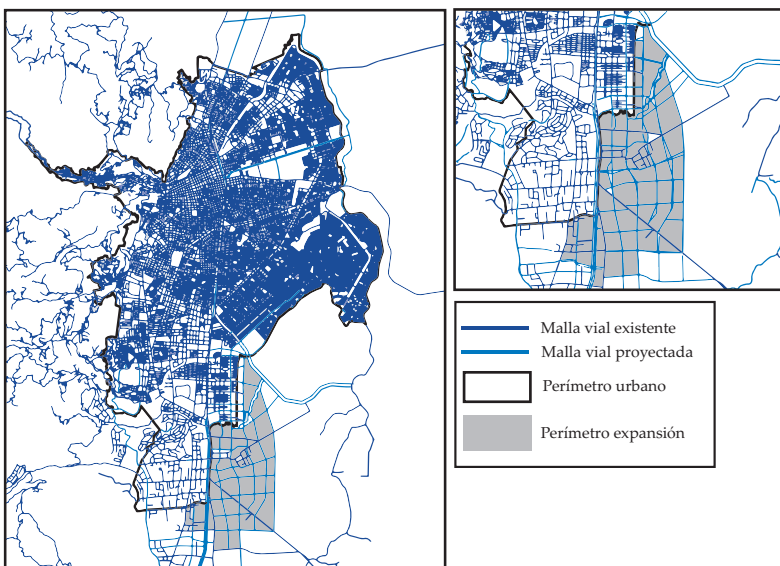 Malla vial existente
Malla vial proyectada
Perímetro urbano
Perímetro expansión